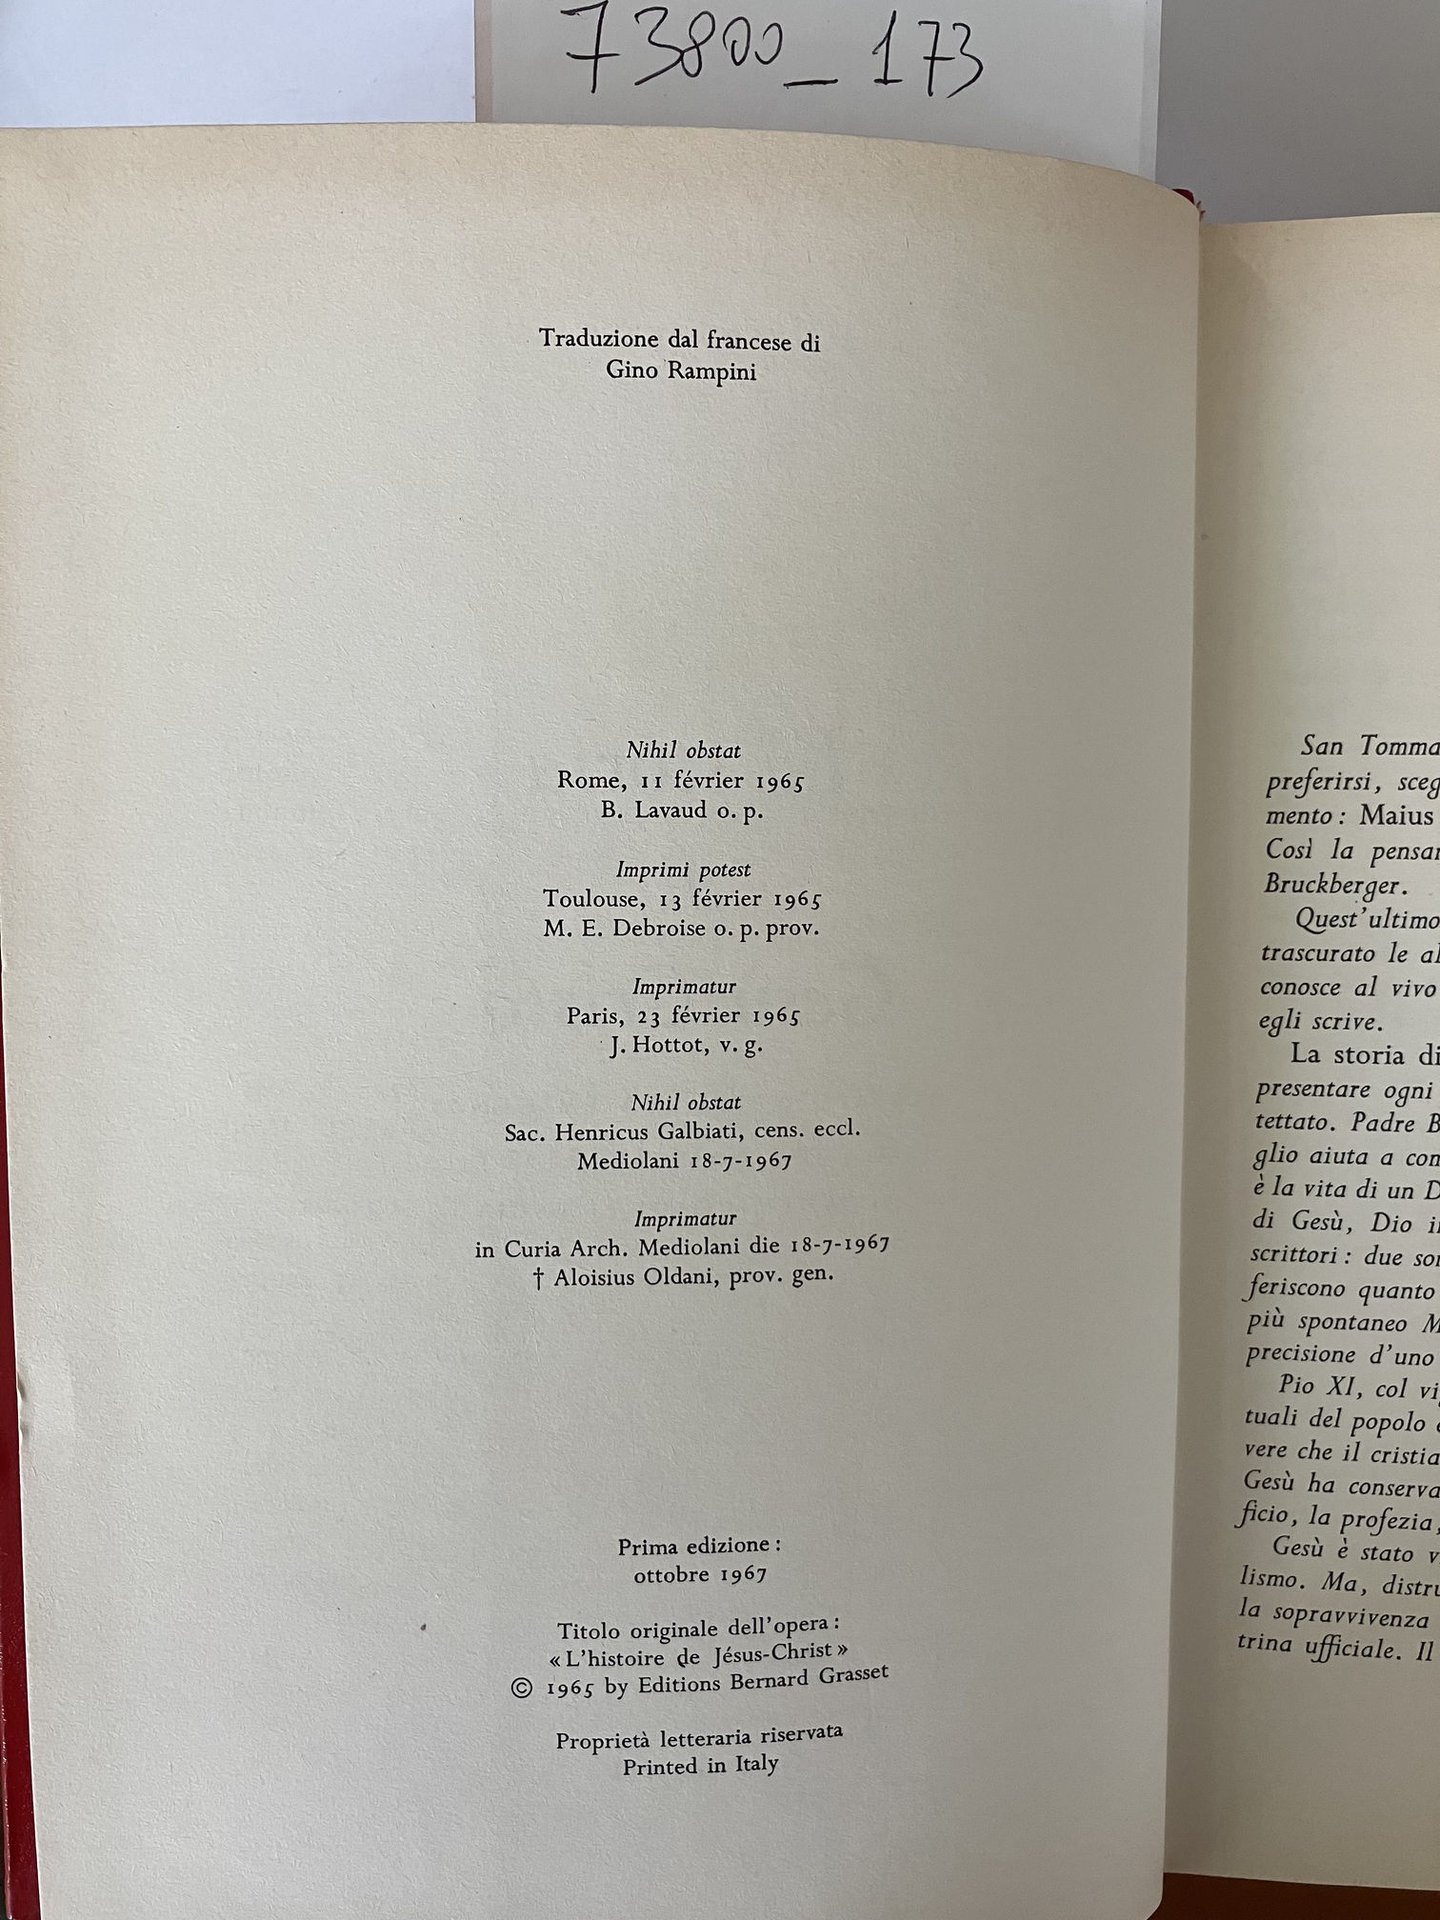 73800_173
Traduzione dal francese di
Gino Rampini
Nihil obstat
Rome, 11 février 1965
B. Lavaud o. p.
Imprimi potest
Toulouse, 13 février 1965
M. E. Debroise o. p. prov.
Imprimatur
Paris, 23 février 1965
J. Hottot, v. g.
Nihil obstat
Sac. Henricus Galbiati, cens. eccl.
Mediolani 18-7-1967
Imprimatur
in Curia Arch. Mediolani die 18-7-1967
† Aloisius Oldani, prov. gen.
Prima edizione:
ottobre 1967
Titolo originale dell'opera:
«L'histoire de Jésus-Christ»
© 1965 by Editions Bernard Grasset
Proprietà letteraria riservata
Printed in Italy
San Tomma
preferirsi, sceg
mento: Maius
Così la pensar
Bruckberger.
Quest'ultimo
trascurato le al
conosce al vivo
egli scrive.
La storia di
presentare ogni
tettato. Padre B
glio aiuta a com
è la vita di un D
di Gesù, Dio in
scrittori: due son
feriscono quanto
più spontaneo M
precisione d'uno
Pio XI, col vi
tuali del popolo
vere che il cristia
Gesù ha conserva
ficio, la profezia,
Gesù è stato v
lismo. Ma, distru
la sopravvivenza
trina ufficiale. Il